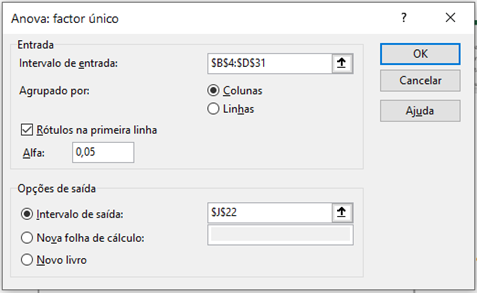 Anova: factor único
? ×
Entrada
Intervalo de entrada: $B$4:$D$31
Agrupado por: Colunas
Linhas
Rótulos na primeira linha
Alfa: 0,05
OK
Cancelar
Ajuda
Opções de saída
Intervalo de saída: $J$22
Nova folha de cálculo:
Novo livro